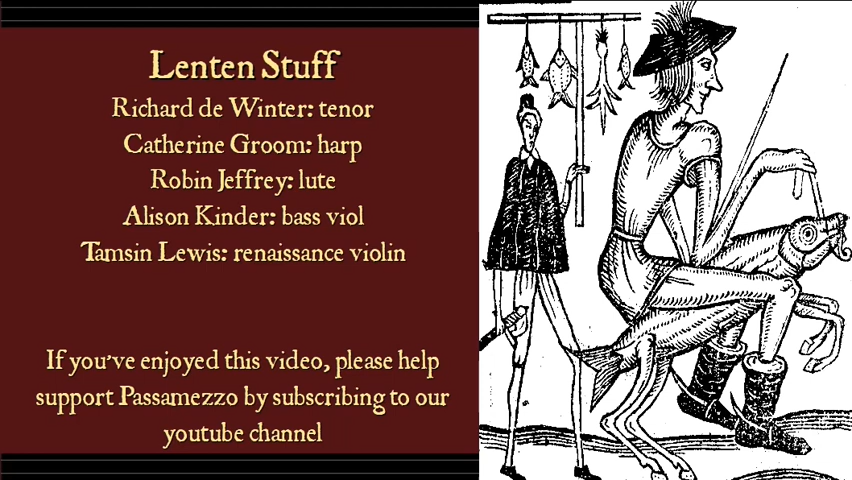 Lenten Stuff
Richard de Winter: tenor
Catherine Groom: harp
Robin Jeffrey: lute
Alison Kinder: bass viol
Tamsin Lewis: renaissance violin
If you've enjoyed this video, please help
support Passamezzo by subscribing to our
youtube channel